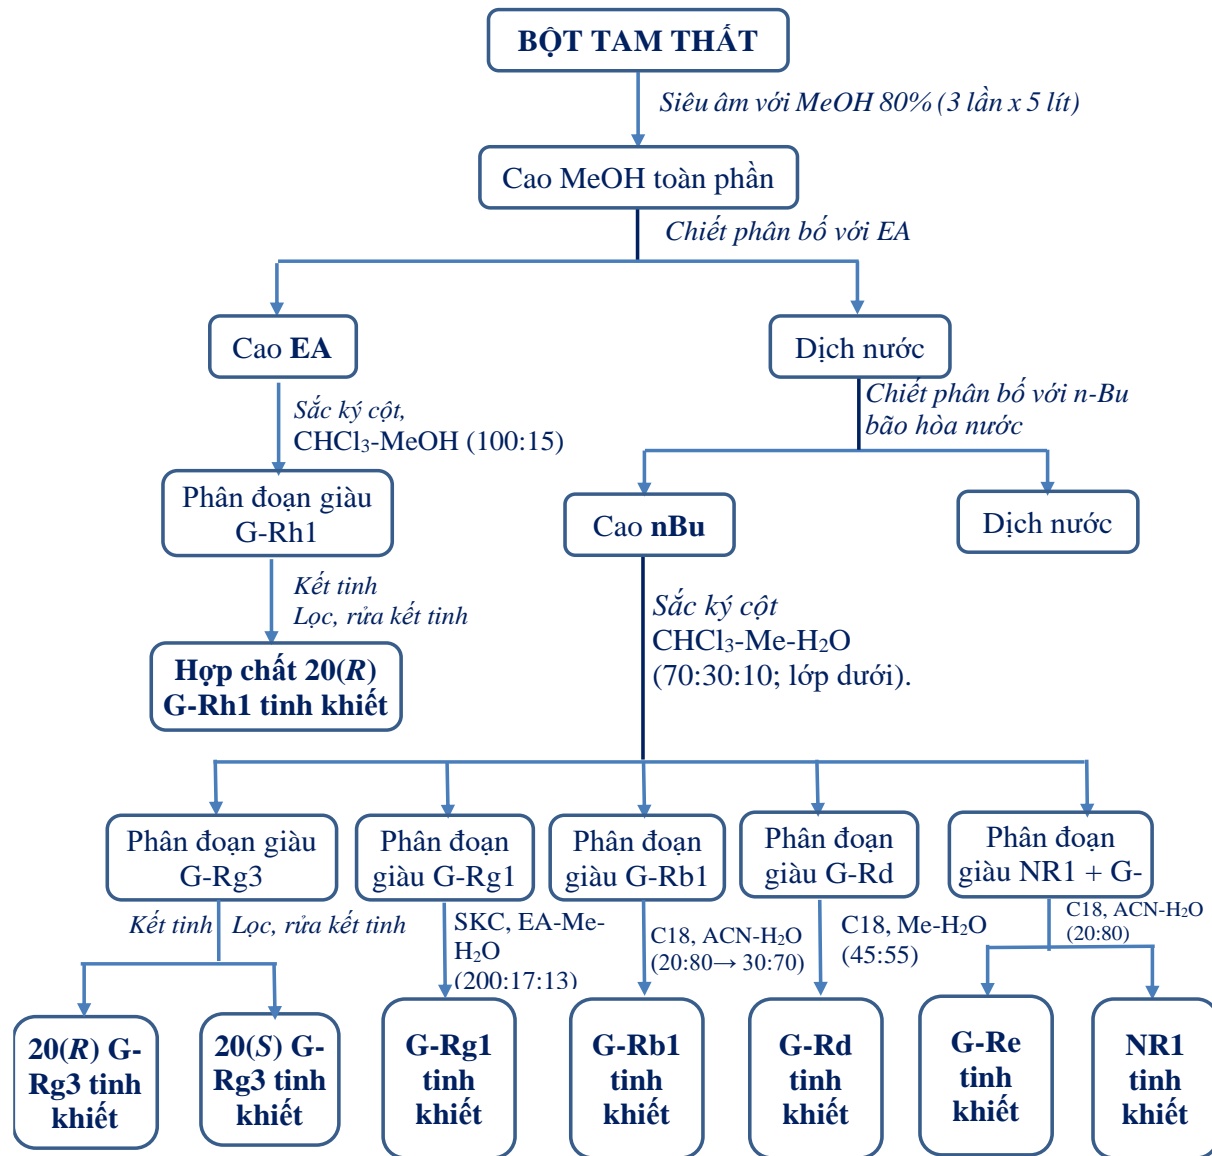 BỘT TAM THẤT
Siêu âm với MeOH 80% (3 lần x 5 lít)
Cao MeOH toàn phần
Chiết phân bố với EA
Cao EA
Dịch nước
Sắc ký cột,
CHCl₃-MeOH (100:15)
Chiết phân bố với n-Bu
bão hòa nước
Phân đoạn giàu
G-Rh1
Cao nBu
Dịch nước
Kết tinh
Lọc, rửa kết tinh
Hợp chất 20(R)
G-Rh1 tinh khiết
Sắc ký cột
CHCl₃-Me-H₂O
(70:30:10; lớp dưới).
Phân đoạn giàu
G-Rg3
Phân đoạn
giàu G-Rg1
Phân đoạn
giàu G-Rb1
Phân đoạn
giàu G-Rd
Phân đoạn
giàu NR1 + G-
Kết tinh
Lọc, rửa kết tinh
SKC, EA-Me-
H₂O
(200:17:13)
C18, ACN-H₂O
(20:80→ 30:70)
C18, Me-H₂O
(45:55)
C18, ACN-H₂O
(20:80)
20(R) G-
Rg3 tinh
khiết
20(S) G-
Rg3 tinh
khiết
G-Rg1
tinh
khiết
G-Rb1
tinh
khiết
G-Rd
tinh
khiết
G-Re
tinh
khiết
NR1
tinh
khiết